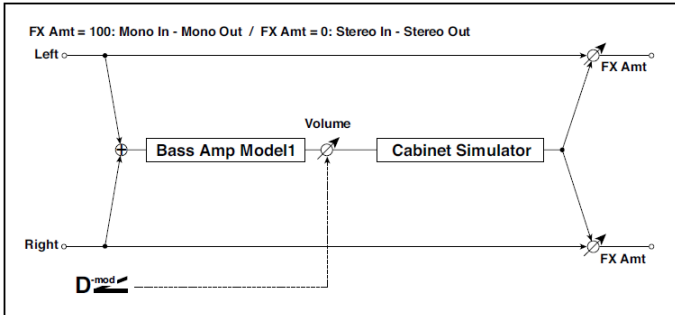 FX Amt = 100: Mono In - Mono Out / FX Amt = 0: Stereo In - Stereo Out
Left
FX Amt
Volume
Bass Amp Model1
Cabinet Simulator
Right
FX Amt
D-mod